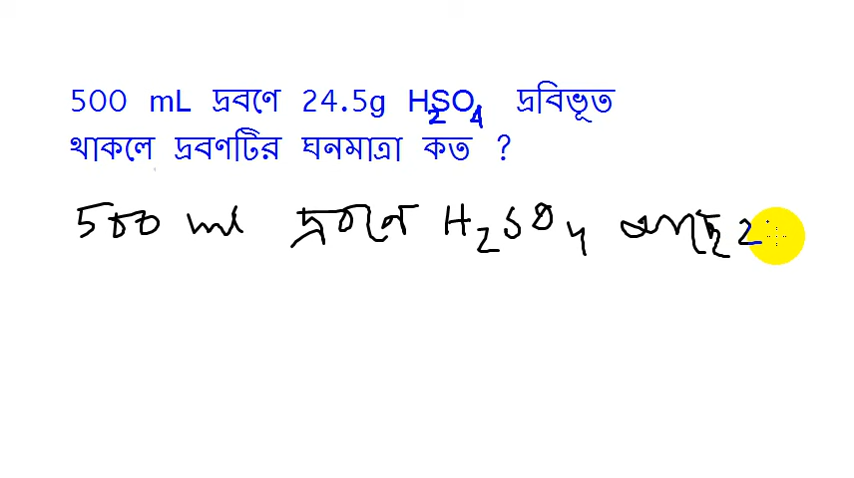 500 mL দ্রবণে 24.5g H2SO4 দ্রবিভূত
থাকলে দ্রবণটির ঘনমাত্রা কত ?
500 ml দ্রবণে H2SO4 আছে 2